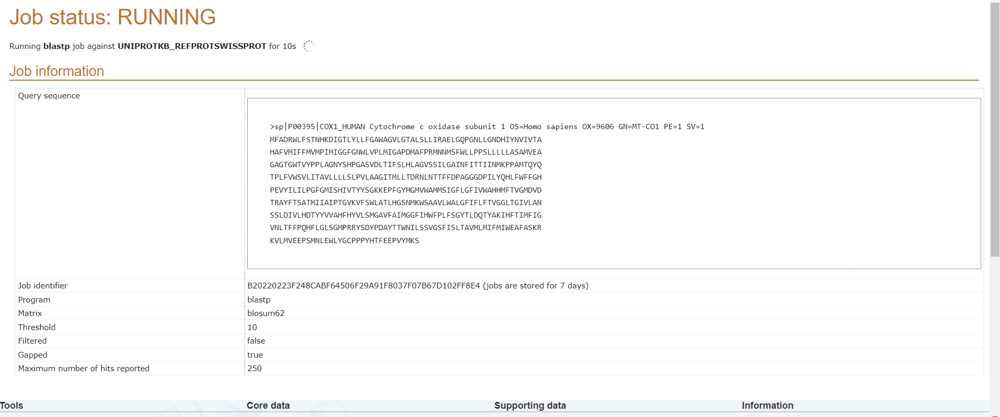 Job status: RUNNING
Running blastp job against UNIPROTKB_REFPROTSWISSPROT for 10s
Job information
Query sequence
>sp|P00395|COX1_HUMAN Cytochrome c oxidase subunit 1 OS=Homo sapiens OX=9606 GN=MT-CO1 PE=1 SV=1
MFADRWLFSTNHKDIGTLYLLFGAWAGVLGTALSLLIRAELGQPGNLLGNDHIYNVIVTA
HAFVMIFFMVMPIMIGGFGNWLVPLMIGAPDMAFPRMNNMSFWLLPPSLLLLLASAMVEA
GAGTGWTVYPPLAGNYSHPGASVDLTIFSLHLAGVSSILGAINFITTIINMKPPAMTQYQ
TPLFVWSVLITAVLLLLSLPVLAAGITMLLTDRNLNTTFFDPAGGGDPILYQHLFWFFGH
PEVYILILPGFGMISHIVTYYSGKKEPFGYMGMVWAMMSIGFLGFIVWAHHMFTVGMDVD
TRAYFTSATMIIAIPTGVKVFSWLATLHGSNMKWSAAVLWALGFIFLFTVGGLTGIVLAN
SSLDIVLHDTYYVVAHFHYVLSMGAVFAIMGGFIHWFPLFSGYTLDQTYAKIHFTIMFIG
VNLTFFPQHFLGLSGMPRRYSDYPDAYTTWNILSSVGSFISLTAVMLMIFMIWEAFASKR
KVLMVEEPSMNLEWLYGCPPPYHTFEEPVYMKS
Job identifier B20220223F248CABF64506F29A91F8037F07B67D102FF8E4 (jobs are stored for 7 days)
Program blastp
Matrix blosum62
Threshold 10
Filtered false
Gapped true
Maximum number of hits reported 250
Tools Core data Supporting data Information